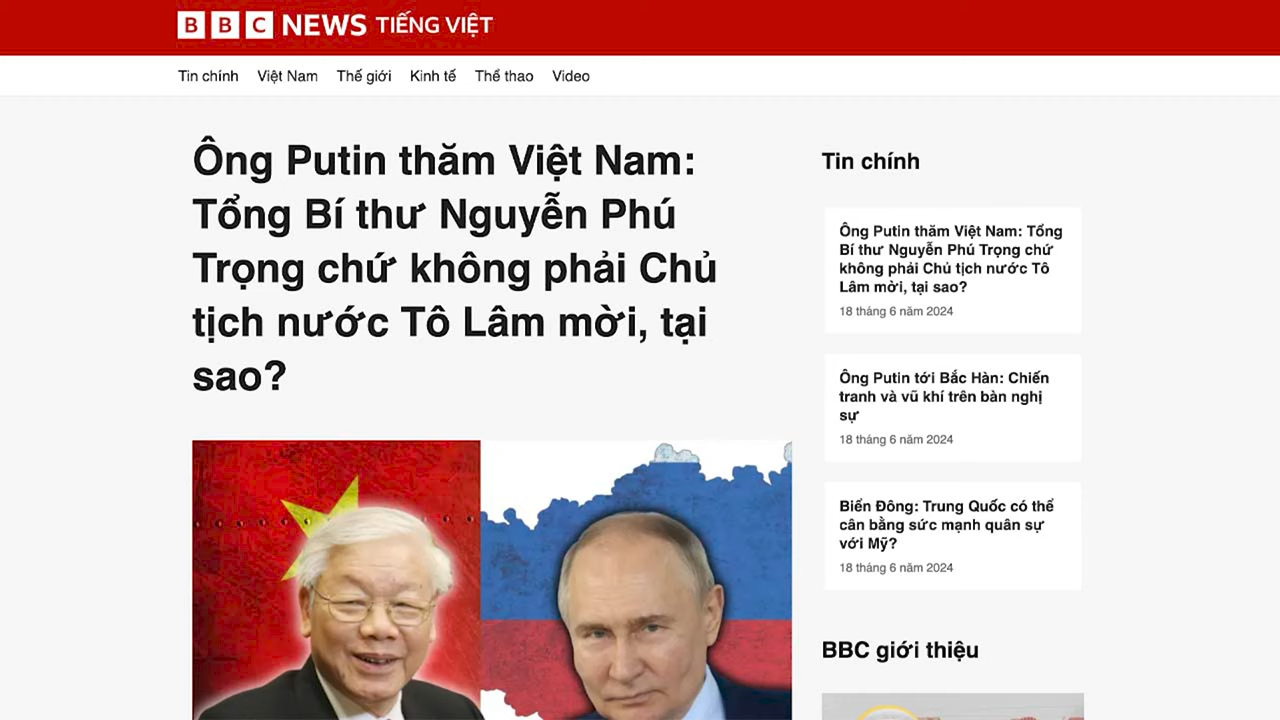 BBC NEWS TIẾNG VIỆT
Tin chính Việt Nam Thế giới Kinh tế Thể thao Video
Ông Putin thăm Việt Nam:
Tổng Bí thư Nguyễn Phú
Trọng chứ không phải Chủ
tịch nước Tô Lâm mời, tại
sao?
Tin chính
Ông Putin thăm Việt Nam: Tổng
Bí thư Nguyễn Phú Trọng chứ
không phải Chủ tịch nước Tô
Lâm mời, tại sao?
18 tháng 6 năm 2024
Ông Putin tới Bắc Hàn: Chiến
tranh và vũ khí trên bàn nghị
sự
18 tháng 6 năm 2024
Biển Đông: Trung Quốc có thể
cân bằng sức mạnh quân sự
với Mỹ?
18 tháng 6 năm 2024
BBC giới thiệu